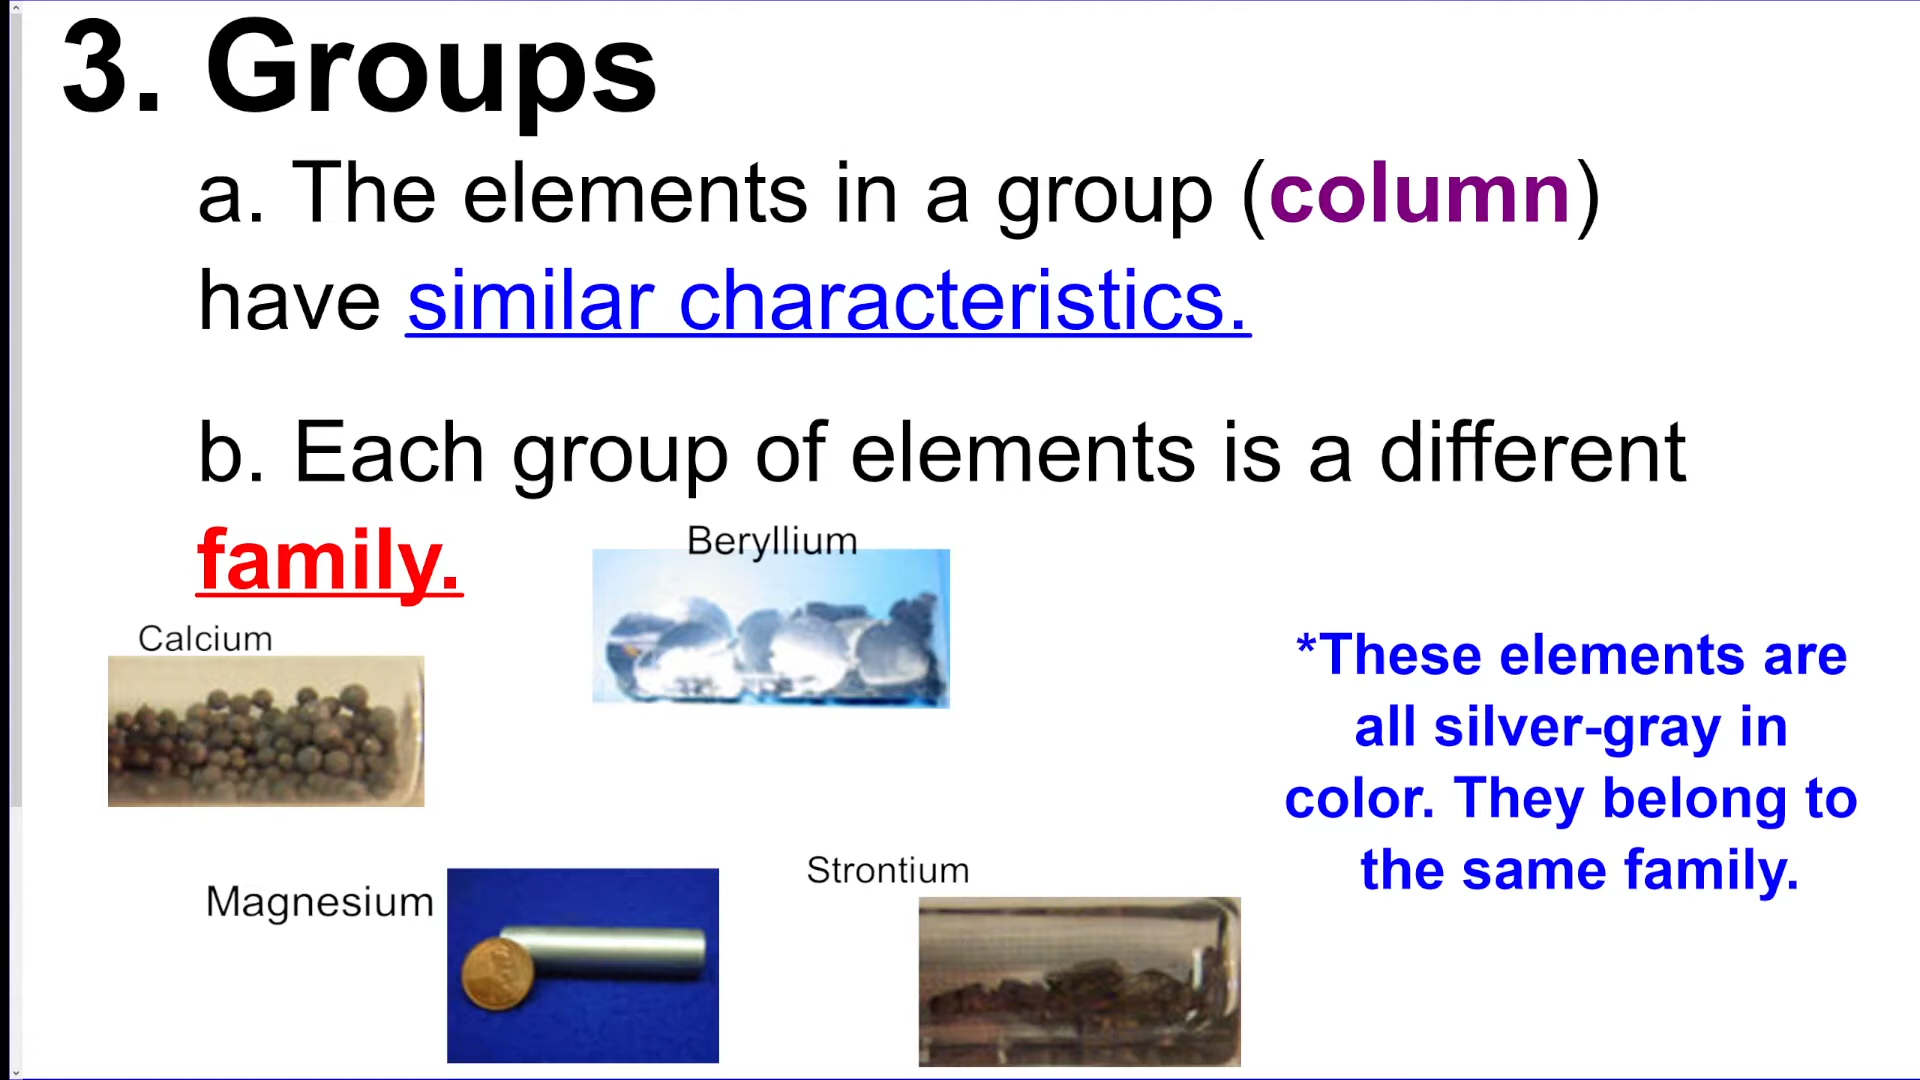 3. Groups
a. The elements in a group (column)
have similar characteristics.
b. Each group of elements is a different
family.
Beryllium
Calcium
*These elements are
all silver-gray in
color. They belong to
the same family.
Strontium
Magnesium